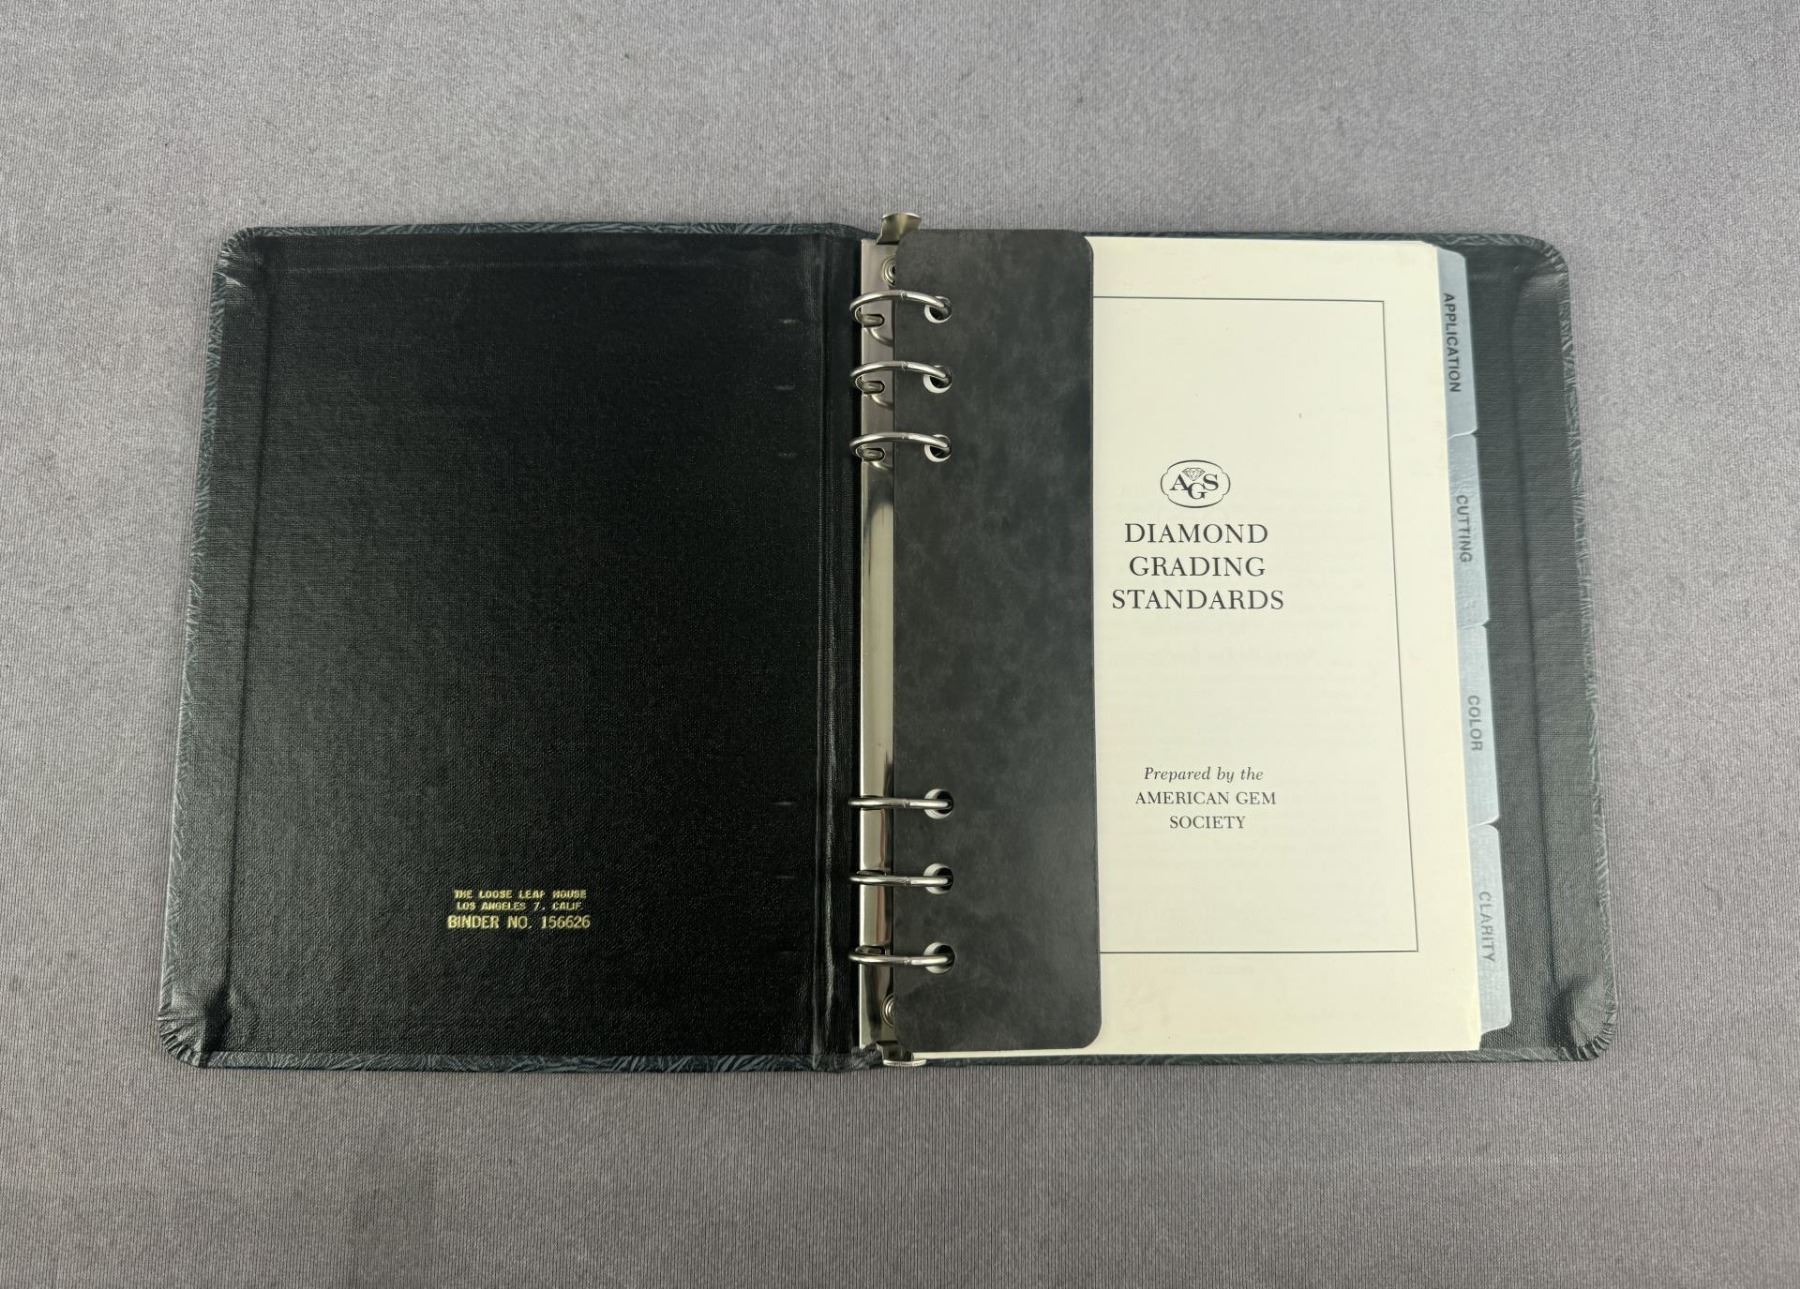 THE LOOSE LEAF HOUSE
LOS ANGELES 7, CALIF.
BINDER NO. 156626
AGS
DIAMOND
GRADING
STANDARDS
Prepared by the
AMERICAN GEM
SOCIETY
APPLICATION
CUTTING
COLOR
CLARITY